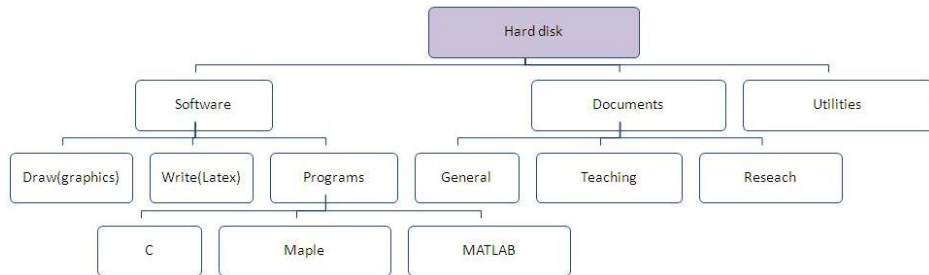 Hard disk
Software
Documents
Utilities
Draw(graphics)
Write(Latex)
Programs
General
Teaching
Reseach
C
Maple
MATLAB